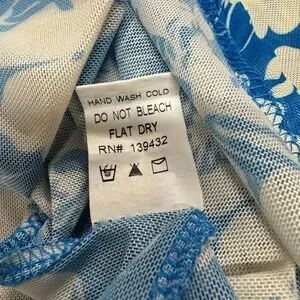 HAND WASH COLD
DO NOT BLEACH
FLAT DRY
RN# 139432